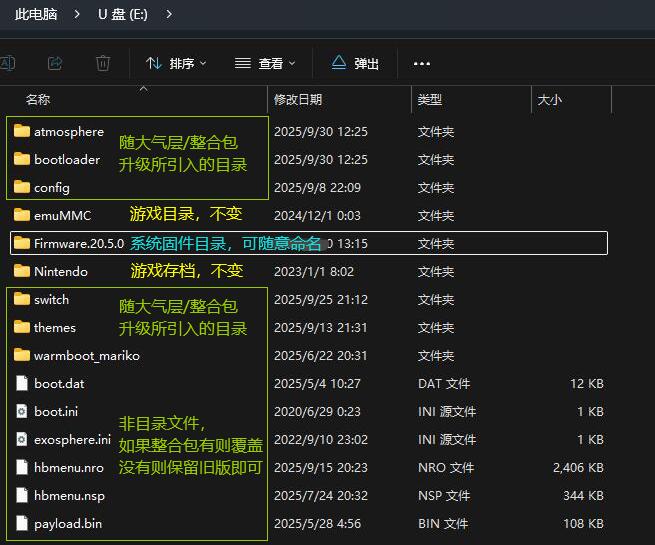 此电脑 > U 盘 (E:) >
排序 查看 弹出 •••
名称 修改日期 类型 大小
atmosphere 2025/9/30 12:25 文件夹
随大气层/整合包
bootloader 2025/9/30 12:25 文件夹
升级所引入的目录
config 2025/9/8 22:09 文件夹
emuMMC 游戏目录，不变 2024/12/1 0:03 文件夹
Firmware.20.5.0 系统固件目录，可随意命名 13:15 文件夹
Nintendo 游戏存档，不变 2023/1/1 8:02 文件夹
switch 2025/9/25 21:12 文件夹
随大气层/整合包
themes 2025/9/13 21:31 文件夹
升级所引入的目录
warmboot_mariko 2025/6/22 20:31 文件夹
boot.dat 2025/5/4 10:27 DAT 文件 12 KB
boot.ini 2020/6/29 0:23 INI 源文件 1 KB
非目录文件，
exosphere.ini 2022/9/10 23:02 INI 源文件 1 KB
如果整合包有则覆盖
hbmenu.nro 2025/9/15 20:23 NRO 文件 2,406 KB
没有则保留旧版即可
hbmenu.nsp 2025/7/24 20:32 NSP 文件 344 KB
payload.bin 2025/5/28 4:56 BIN 文件 108 KB